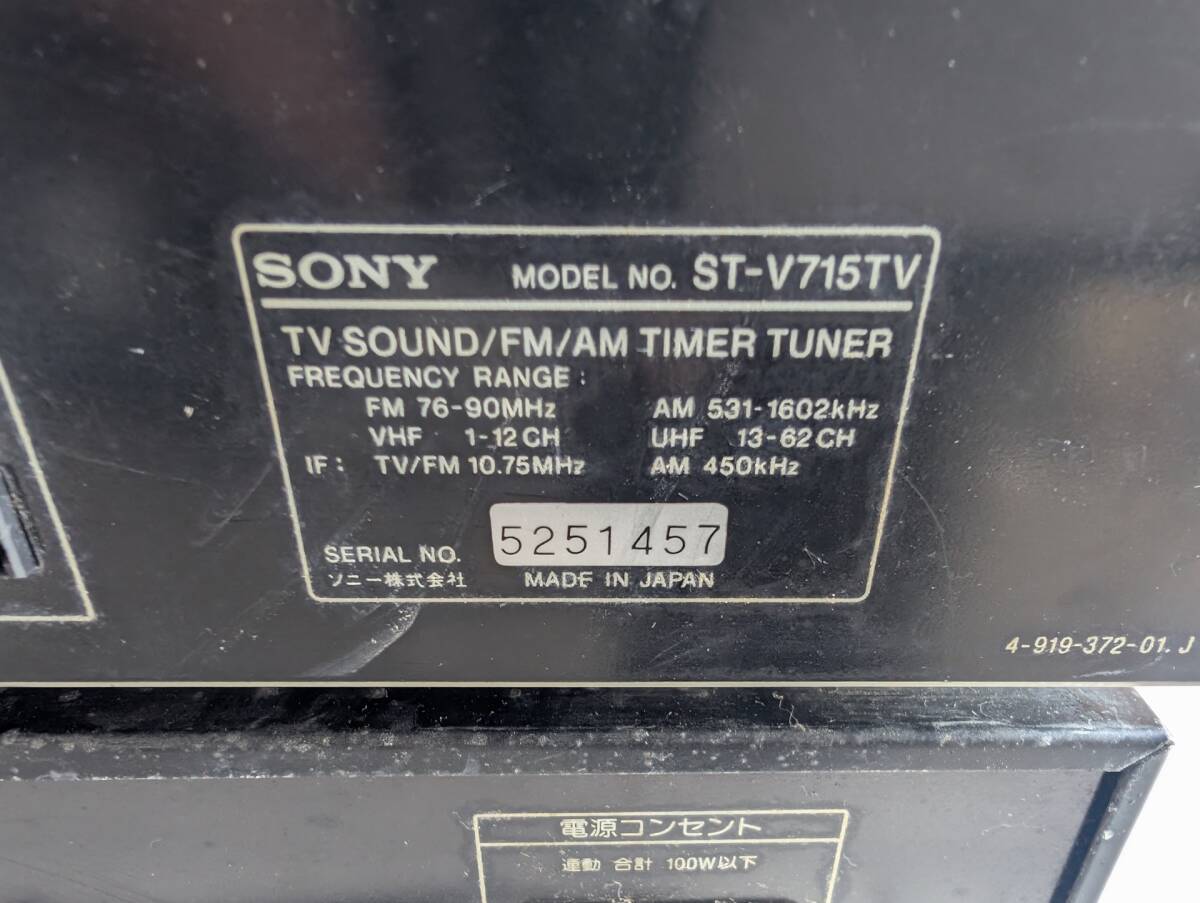 SONY MODEL NO. ST-V715TV
TV SOUND/FM/AM TIMER TUNER
FREQUENCY RANGE:
FM 76-90MHz AM 531-1602kHz
VHF 1-12CH UHF 13-62CH
IF: TV/FM 10.75MHz AM 450kHz
SERIAL NO. 5251457
ソニー株式会社 MADE IN JAPAN
4-919-372-01. J
電源コンセント
連動 合計 100W以下